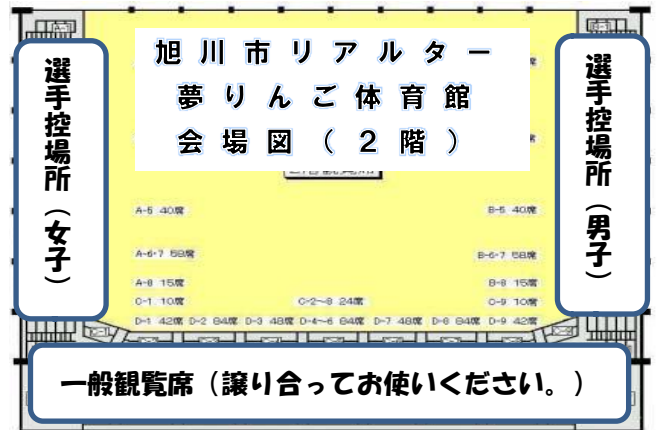 旭川市リアルター
夢りんご体育館
会場図（２階）
選手控場所（女子）
選手控場所（男子）
A-5 40席
B-5 40席
A-6・7 58席
B-6・7 58席
A-8 15席
B-8 15席
C-1 10席
C-2～8 24席
C-9 10席
D-1 42席 D-2 84席 D-3 48席 D-4～6 84席 D-7 48席 D-8 84席 D-9 42席
一般観覧席（譲り合ってお使いください。）